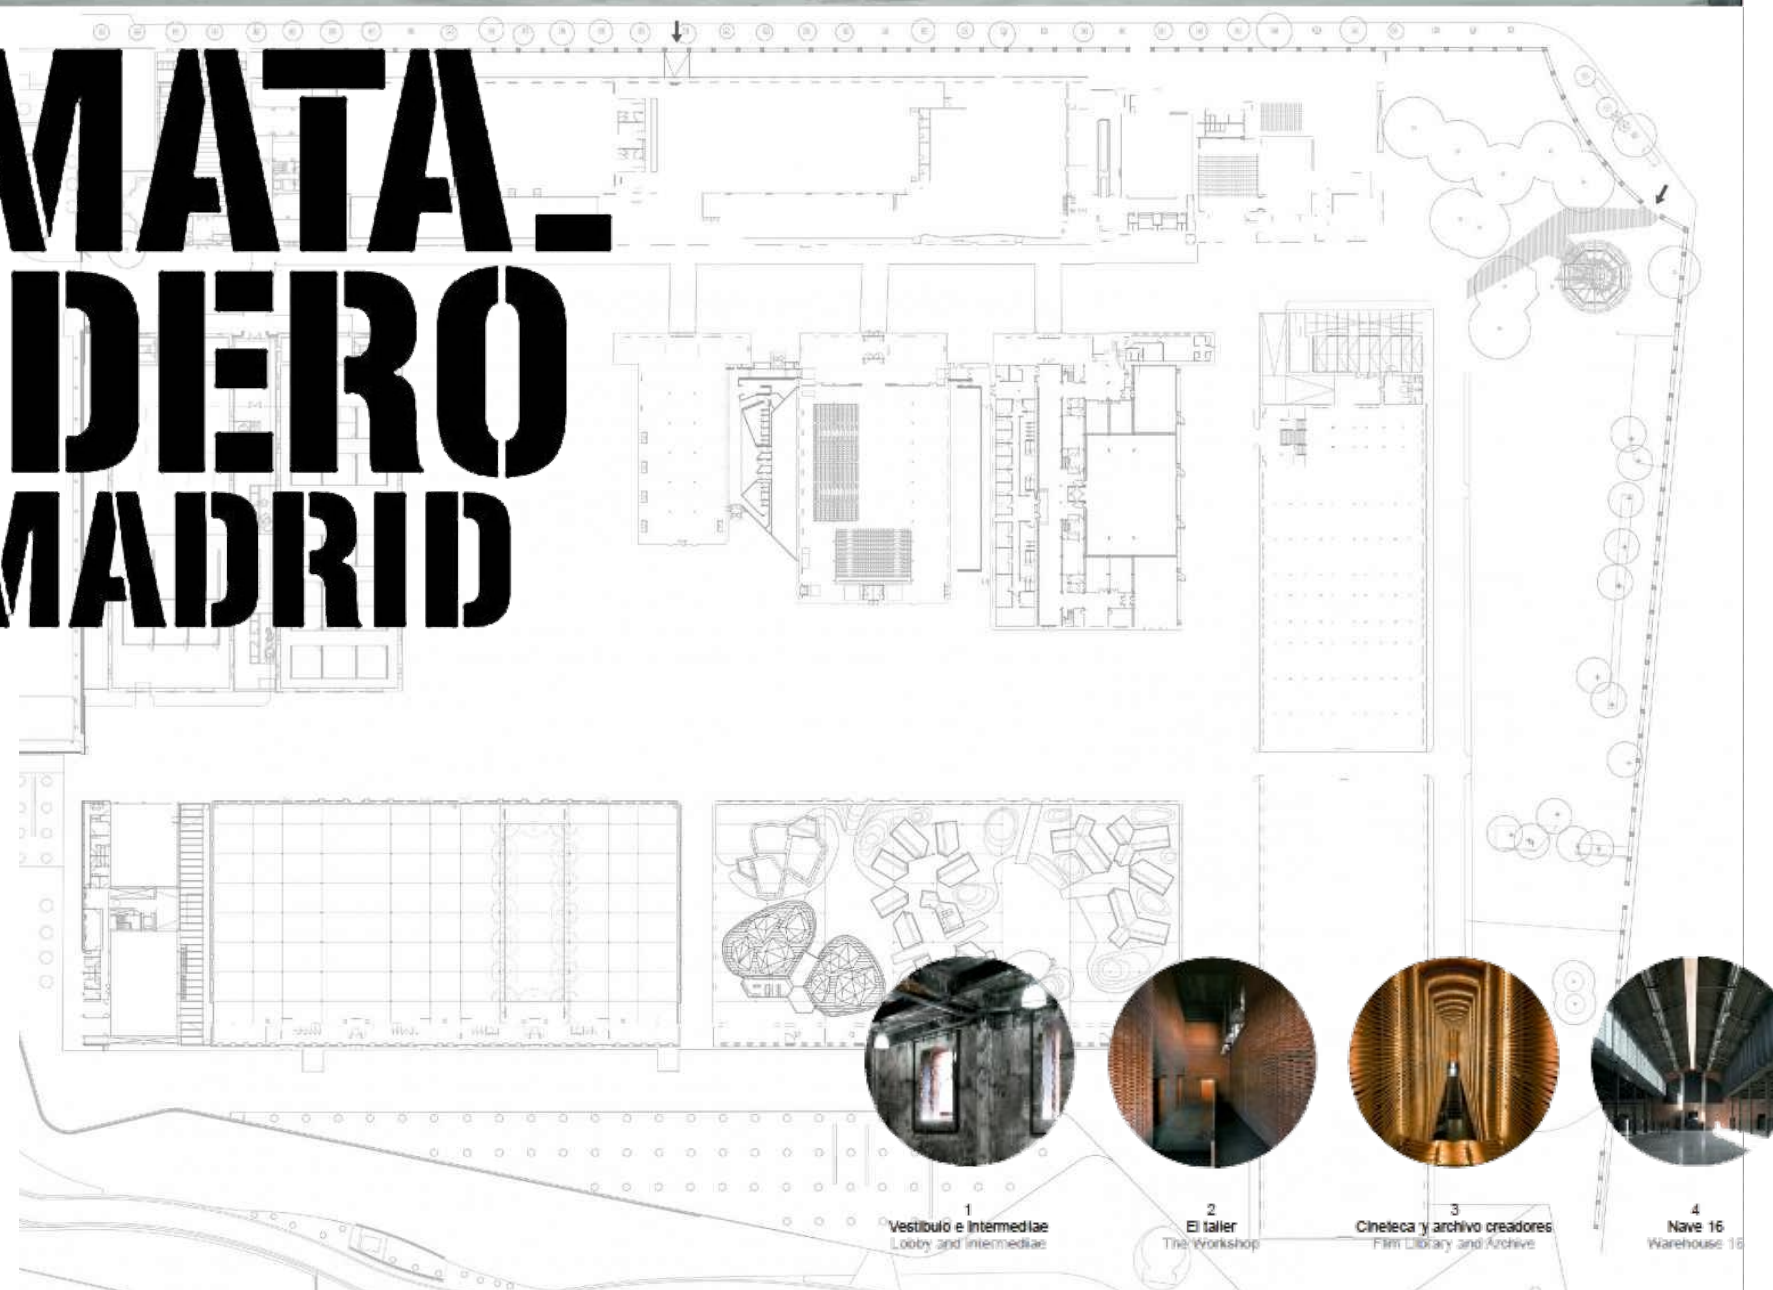 MATA_
DERO
MADRID
1
Vestíbulo e Intermediae
Lobby and Intermediae
2
El taller
The Workshop
3
Cineteca y archivo creadores
Film Library and Archive
4
Nave 16
Warehouse 16